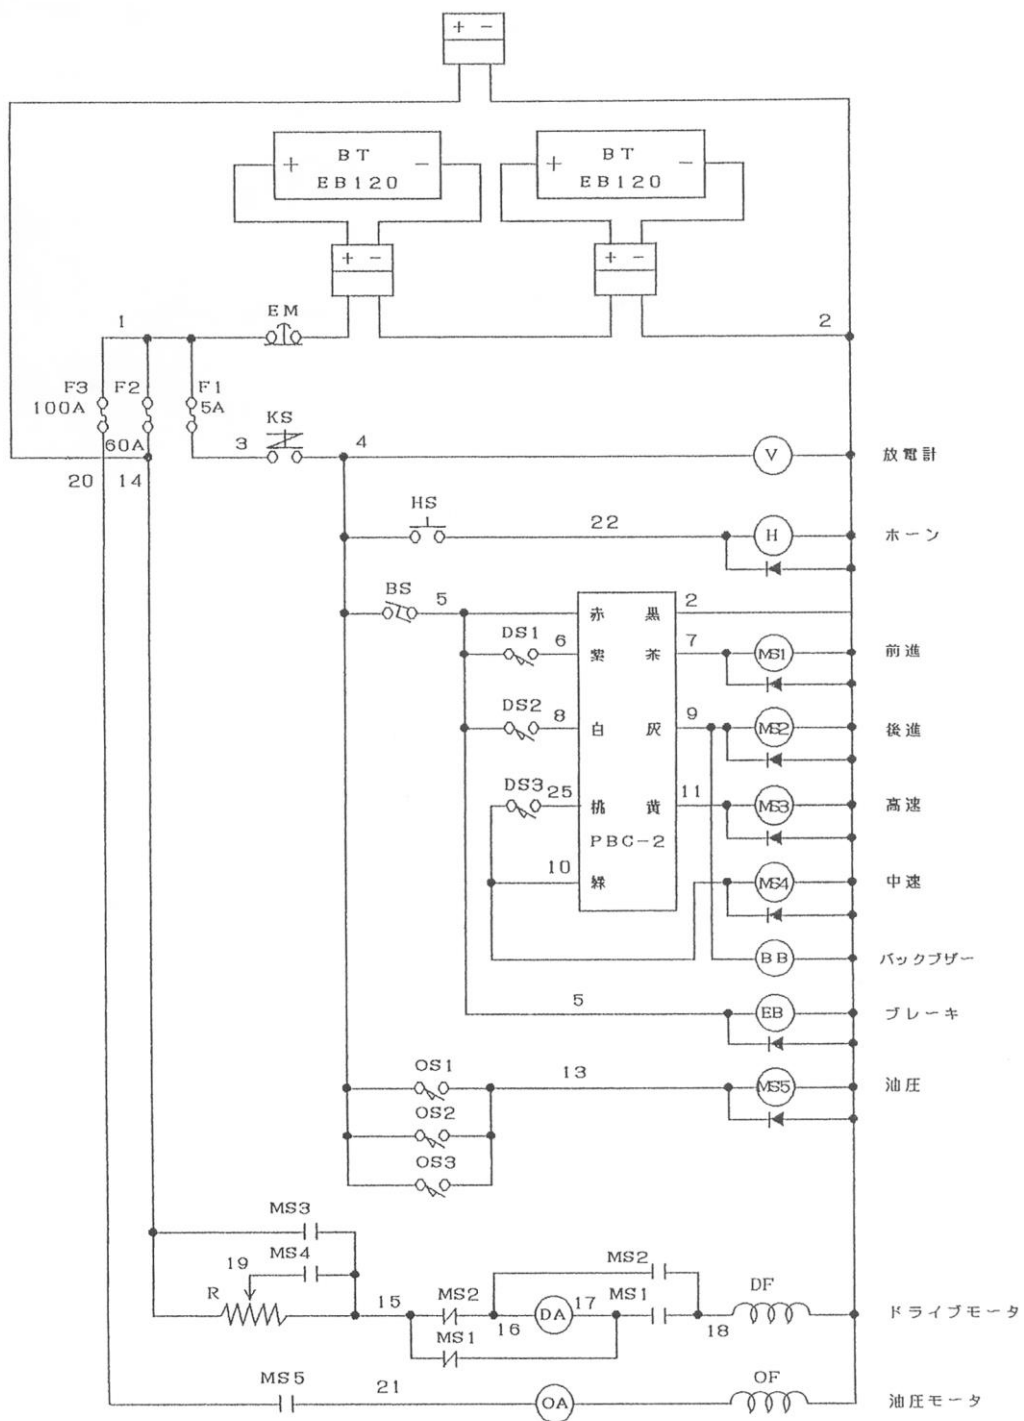 + -
+ BT -
EB120
+ BT -
EB120
+ -
+ -
1
EM
2
F3
100A
F2
60A
F1
5A
KS
3
4
V
放電計
20
14
HS
22
H
ホーン
BS
5
赤
黒
2
DS1
6
紫
茶
7
MS1
前進
DS2
8
白
灰
9
MS2
後進
DS3
25
桃
黄
11
MS3
高速
PBC-2
10
緑
MS4
中速
BB
バックブザー
5
EB
ブレーキ
OS1
13
MS5
油圧
OS2
OS3
MS3
19
MS4
R
15
MS2
MS2
16
DA
17
MS1
18
DF
ドライブモータ
MS1
MS5
21
OA
OF
油圧モータ